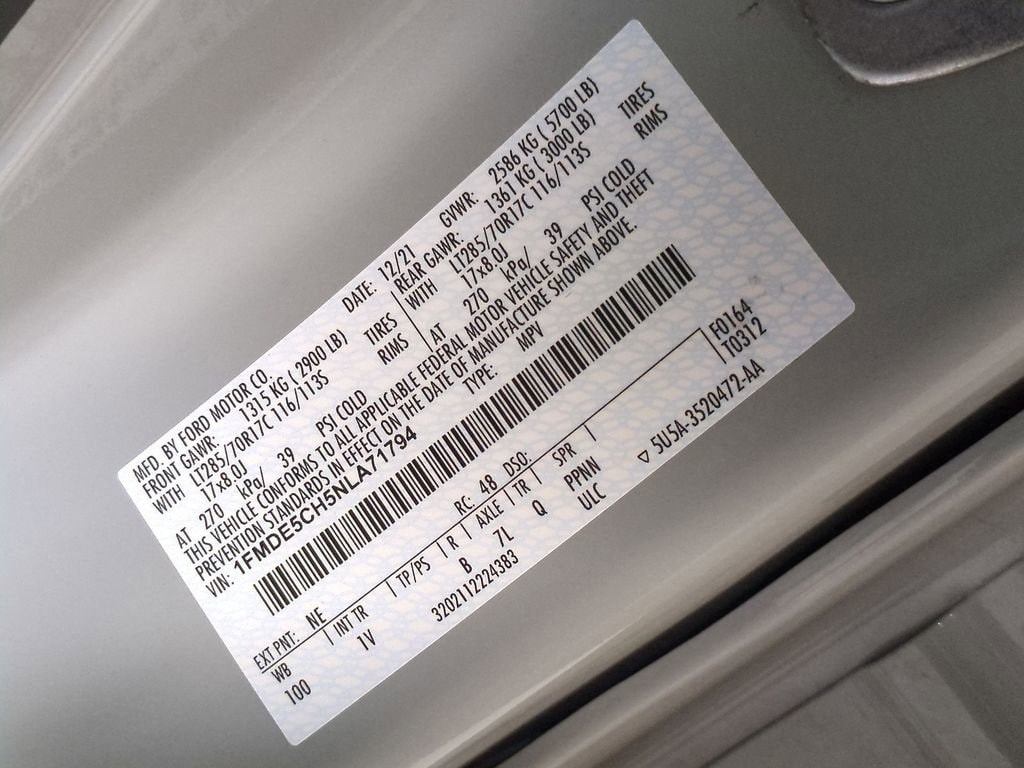 MFD. BY FORD MOTOR CO.
DATE: 12/21 GVWR: 2586 KG ( 5700 LB)
FRONT GAWR: 1315 KG ( 2900 LB) REAR GAWR: 1361 KG ( 3000 LB)
WITH LT285/70R17C 116/113S TIRES WITH LT285/70R17C 116/113S TIRES
17x8.0J RIMS 17x8.0J RIMS
AT 270 kPa/ 39 PSI COLD AT 270 kPa/ 39 PSI COLD
THIS VEHICLE CONFORMS TO ALL APPLICABLE FEDERAL MOTOR VEHICLE SAFETY AND THEFT
PREVENTION STANDARDS IN EFFECT ON THE DATE OF MANUFACTURE SHOWN ABOVE.
VIN: 1FMDE5CH5NLA71794 TYPE: MPV
EXT PNT: NE RC: 48 DSO: F0164
WB INT TR TP/PS R AXLE TR SPR T0312
100 1V B 7L Q PPNN
3202112224383 ULC ▽ 5U5A-3520472-AA